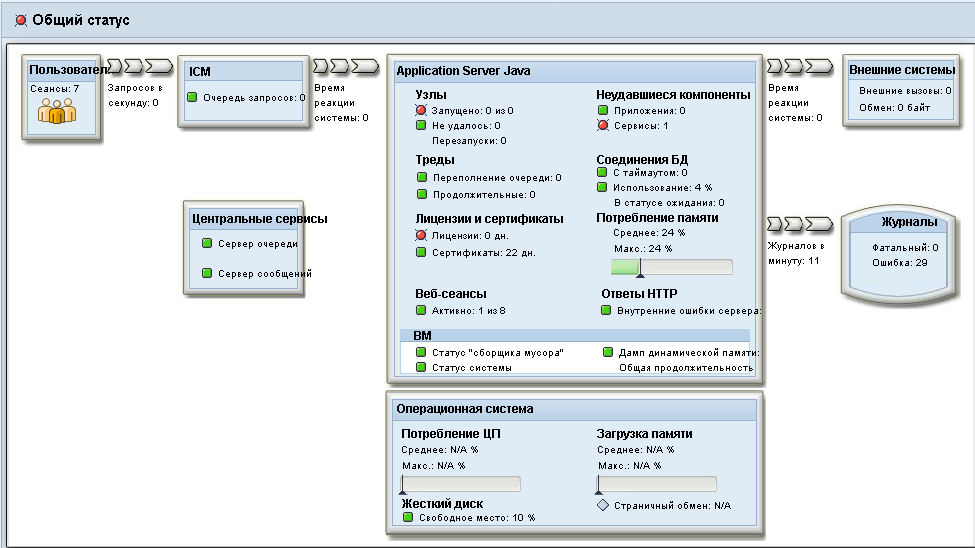 Общий статус
Пользовател
Сеансы: 7
Запросов в
секунду: 0
ICM
Очередь запросов: 0
Время
реакции
системы: 0
Application Server Java
Узлы
Запущено: 0 из 0
Не удалось: 0
Перезапуски: 0
Неудавшиеся компоненты
Приложения: 0
Сервисы: 1
Треды
Переполнение очереди: 0
Продолжительные: 0
Соединения БД
С таймаутом: 0
Использование: 4 %
В статусе ожидания: 0
Лицензии и сертификаты
Лицензии: 0 дн.
Сертификаты: 22 дн.
Потребление памяти
Среднее: 24 %
Макс.: 24 %
Веб-сеансы
Активно: 1 из 8
Ответы HTTP
Внутренние ошибки сервера:
ВМ
Статус "сборщика мусора"
Статус системы
Дамп динамической памяти:
Общая продолжительность
Время
реакции
системы: 0
Внешние системы
Внешние вызовы: 0
Обмен: 0 байт
Центральные сервисы
Сервер очереди
Сервер сообщений
Журналов в
минуту: 11
Журналы
Фатальный: 0
Ошибка: 29
Операционная система
Потребление ЦП
Среднее: N/A %
Макс.: N/A %
Загрузка памяти
Среднее: N/A %
Макс.: N/A %
Жесткий диск
Свободное место: 10 %
Страничный обмен: N/A